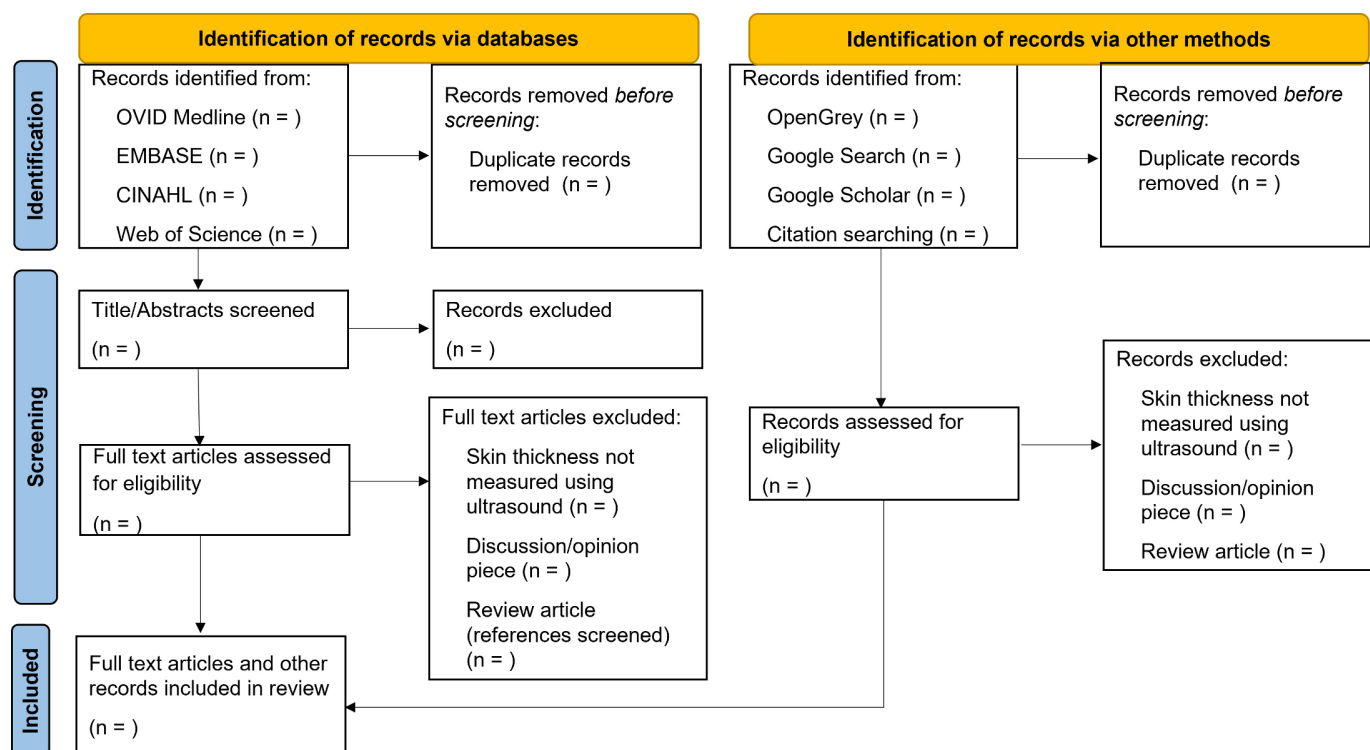 Identification of records via databases
Identification of records via other methods
Identification
Records identified from:
OVID Medline (n = )
EMBASE (n = )
CINAHL (n = )
Web of Science (n = )
Records removed before
screening:
Duplicate records
removed (n = )
Records identified from:
OpenGrey (n = )
Google Search (n = )
Google Scholar (n = )
Citation searching (n = )
Records removed before
screening:
Duplicate records
removed (n = )
Screening
Title/Abstracts screened
(n = )
Records excluded
(n = )
Full text articles assessed
for eligibility
(n = )
Full text articles excluded:
Skin thickness not
measured using
ultrasound (n = )
Discussion/opinion
piece (n = )
Review article
(references screened)
(n = )
Records assessed for
eligibility
(n = )
Records excluded:
Skin thickness not
measured using
ultrasound (n = )
Discussion/opinion
piece (n = )
Review article (n = )
Included
Full text articles and other
records included in review
(n = )